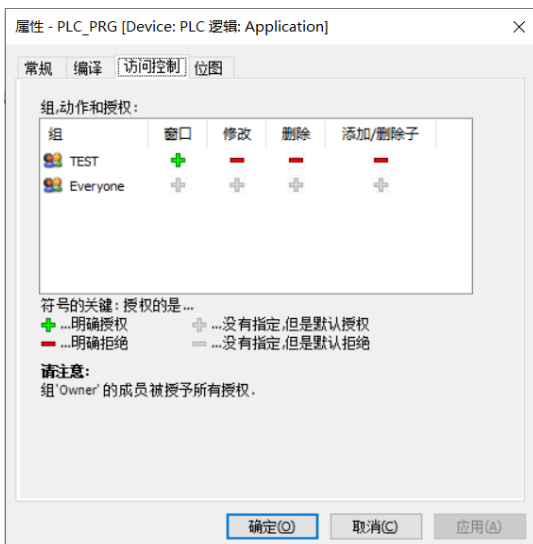 属性 - PLC_PRG [Device: PLC 逻辑: Application]
常规 编译 访问控制 位图
组,动作和授权:
组 窗口 修改 删除 添加/删除子
TEST
Everyone
符号的关键: 授权的是...
...明确授权 ...没有指定,但是默认授权
...明确拒绝 ...没有指定,但是默认拒绝
请注意:
组'Owner' 的成员被授予所有授权.
确定(O) 取消(C) 应用(A)